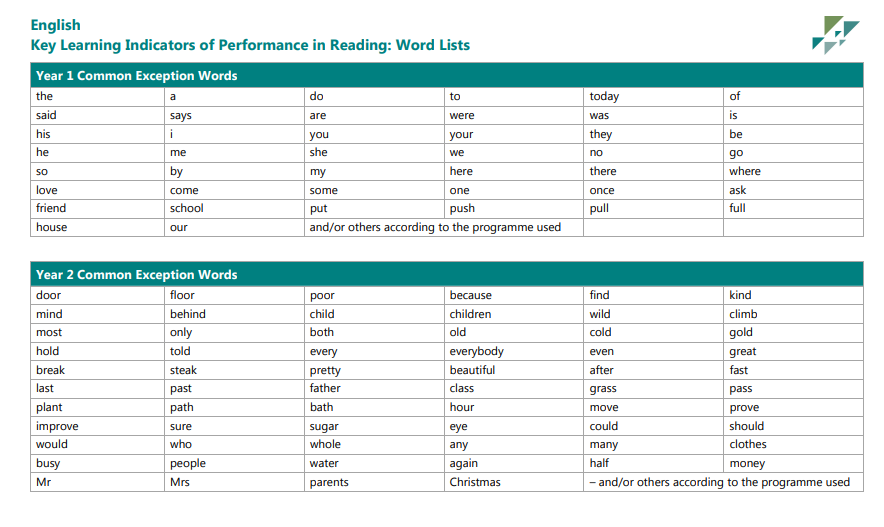 English
Key Learning Indicators of Performance in Reading: Word Lists
Year 1 Common Exception Words
the a do to today of
said says are were was is
his i you your they be
he me she we no go
so by my here there where
love come some one once ask
friend school put push pull full
house our and/or others according to the programme used
Year 2 Common Exception Words
door floor poor because find kind
mind behind child children wild climb
most only both old cold gold
hold told every everybody even great
break steak pretty beautiful after fast
last past father class grass pass
plant path bath hour move prove
improve sure sugar eye could should
would who whole any many clothes
busy people water again half money
Mr Mrs parents Christmas – and/or others according to the programme used